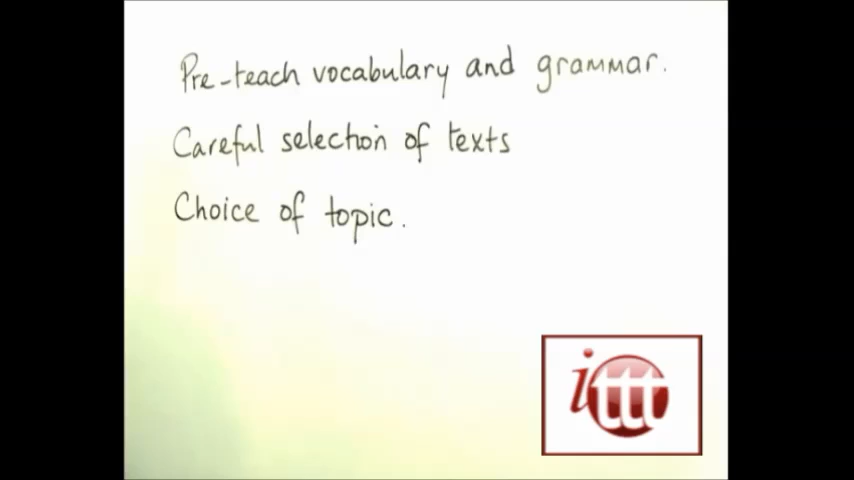 Pre-teach vocabulary and grammar.
Careful selection of texts
Choice of topic.
ittt